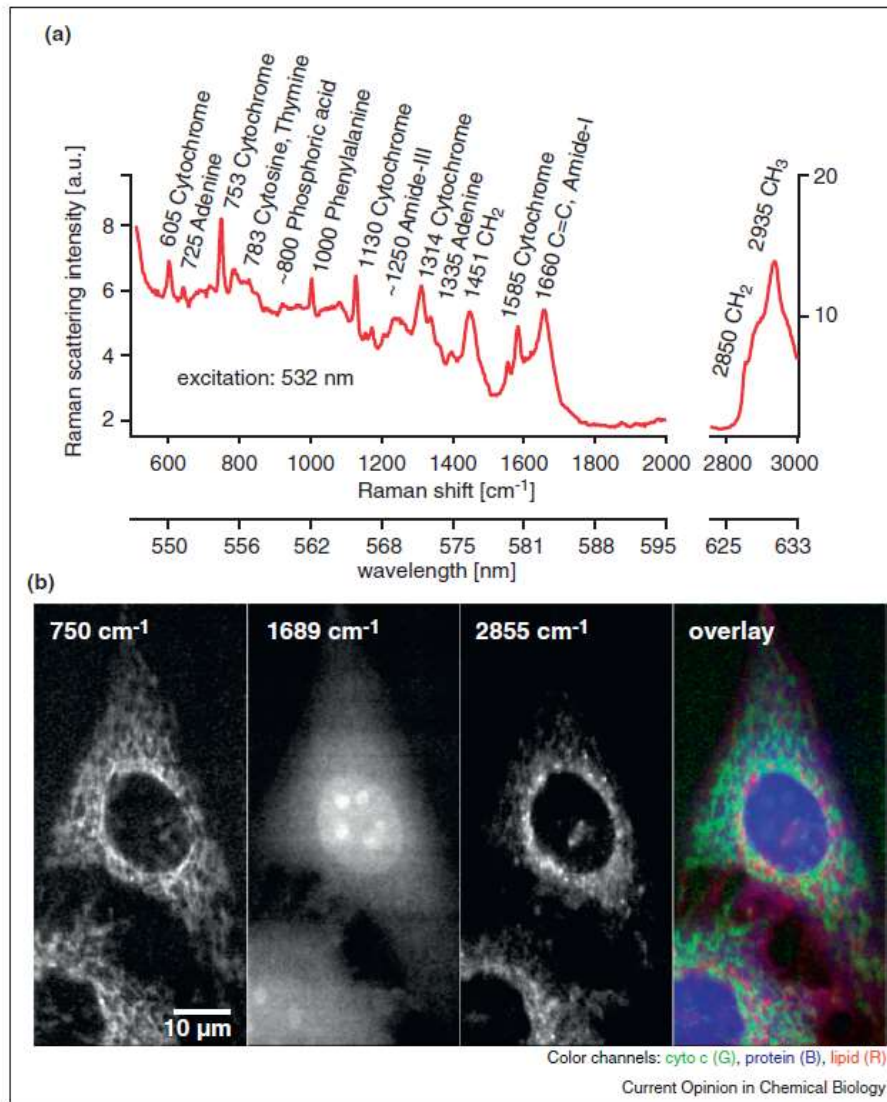 (a)
Raman scattering intensity [a.u.]
8
6
4
2
605 Cytochrome
725 Adenine
753 Cytochrome
783 Cytosine, Thymine
~800 Phosphoric acid
1000 Phenylalanine
1130 Cytochrome
~1250 Amide-III
1314 Cytochrome
1335 Adenine
1451 CH₂
1585 Cytochrome
1660 C=C, Amide-I
2850 CH₂
2935 CH₃
20
10
excitation: 532 nm
600 800 1000 1200 1400 1600 1800 2000 2800 3000
Raman shift [cm⁻¹]
550 556 562 568 575 581 588 595 625 633
wavelength [nm]
(b)
750 cm⁻¹ 1689 cm⁻¹ 2855 cm⁻¹ overlay
10 µm
Color channels: cyto c (G), protein (B), lipid (R)
Current Opinion in Chemical Biology